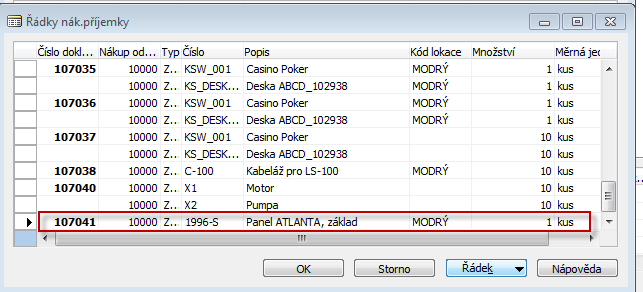 Řádky nák.příjemky
Číslo dokl... Nákup od... Typ Číslo Popis Kód lokace Množství Měrná jed
107035 10000 Z... KSW_001 Casino Poker MODRÝ 1 kus
10000 Z... KS_DESK... Deska ABCD_102938 MODRÝ 1 kus
107036 10000 Z... KSW_001 Casino Poker MODRÝ 1 kus
10000 Z... KS_DESK... Deska ABCD_102938 MODRÝ 1 kus
107037 10000 Z... KSW_001 Casino Poker 10 kus
10000 Z... KS_DESK... Deska ABCD_102938 10 kus
107038 10000 Z... C-100 Kabeláž pro LS-100 MODRÝ 10 kus
107040 10000 Z... X1 Motor 10 kus
10000 Z... X2 Pumpa 10 kus
107041 10000 Z... 1996-S Panel ATLANTA, základ MODRÝ 1 kus
OK Storno Řádek Nápověda